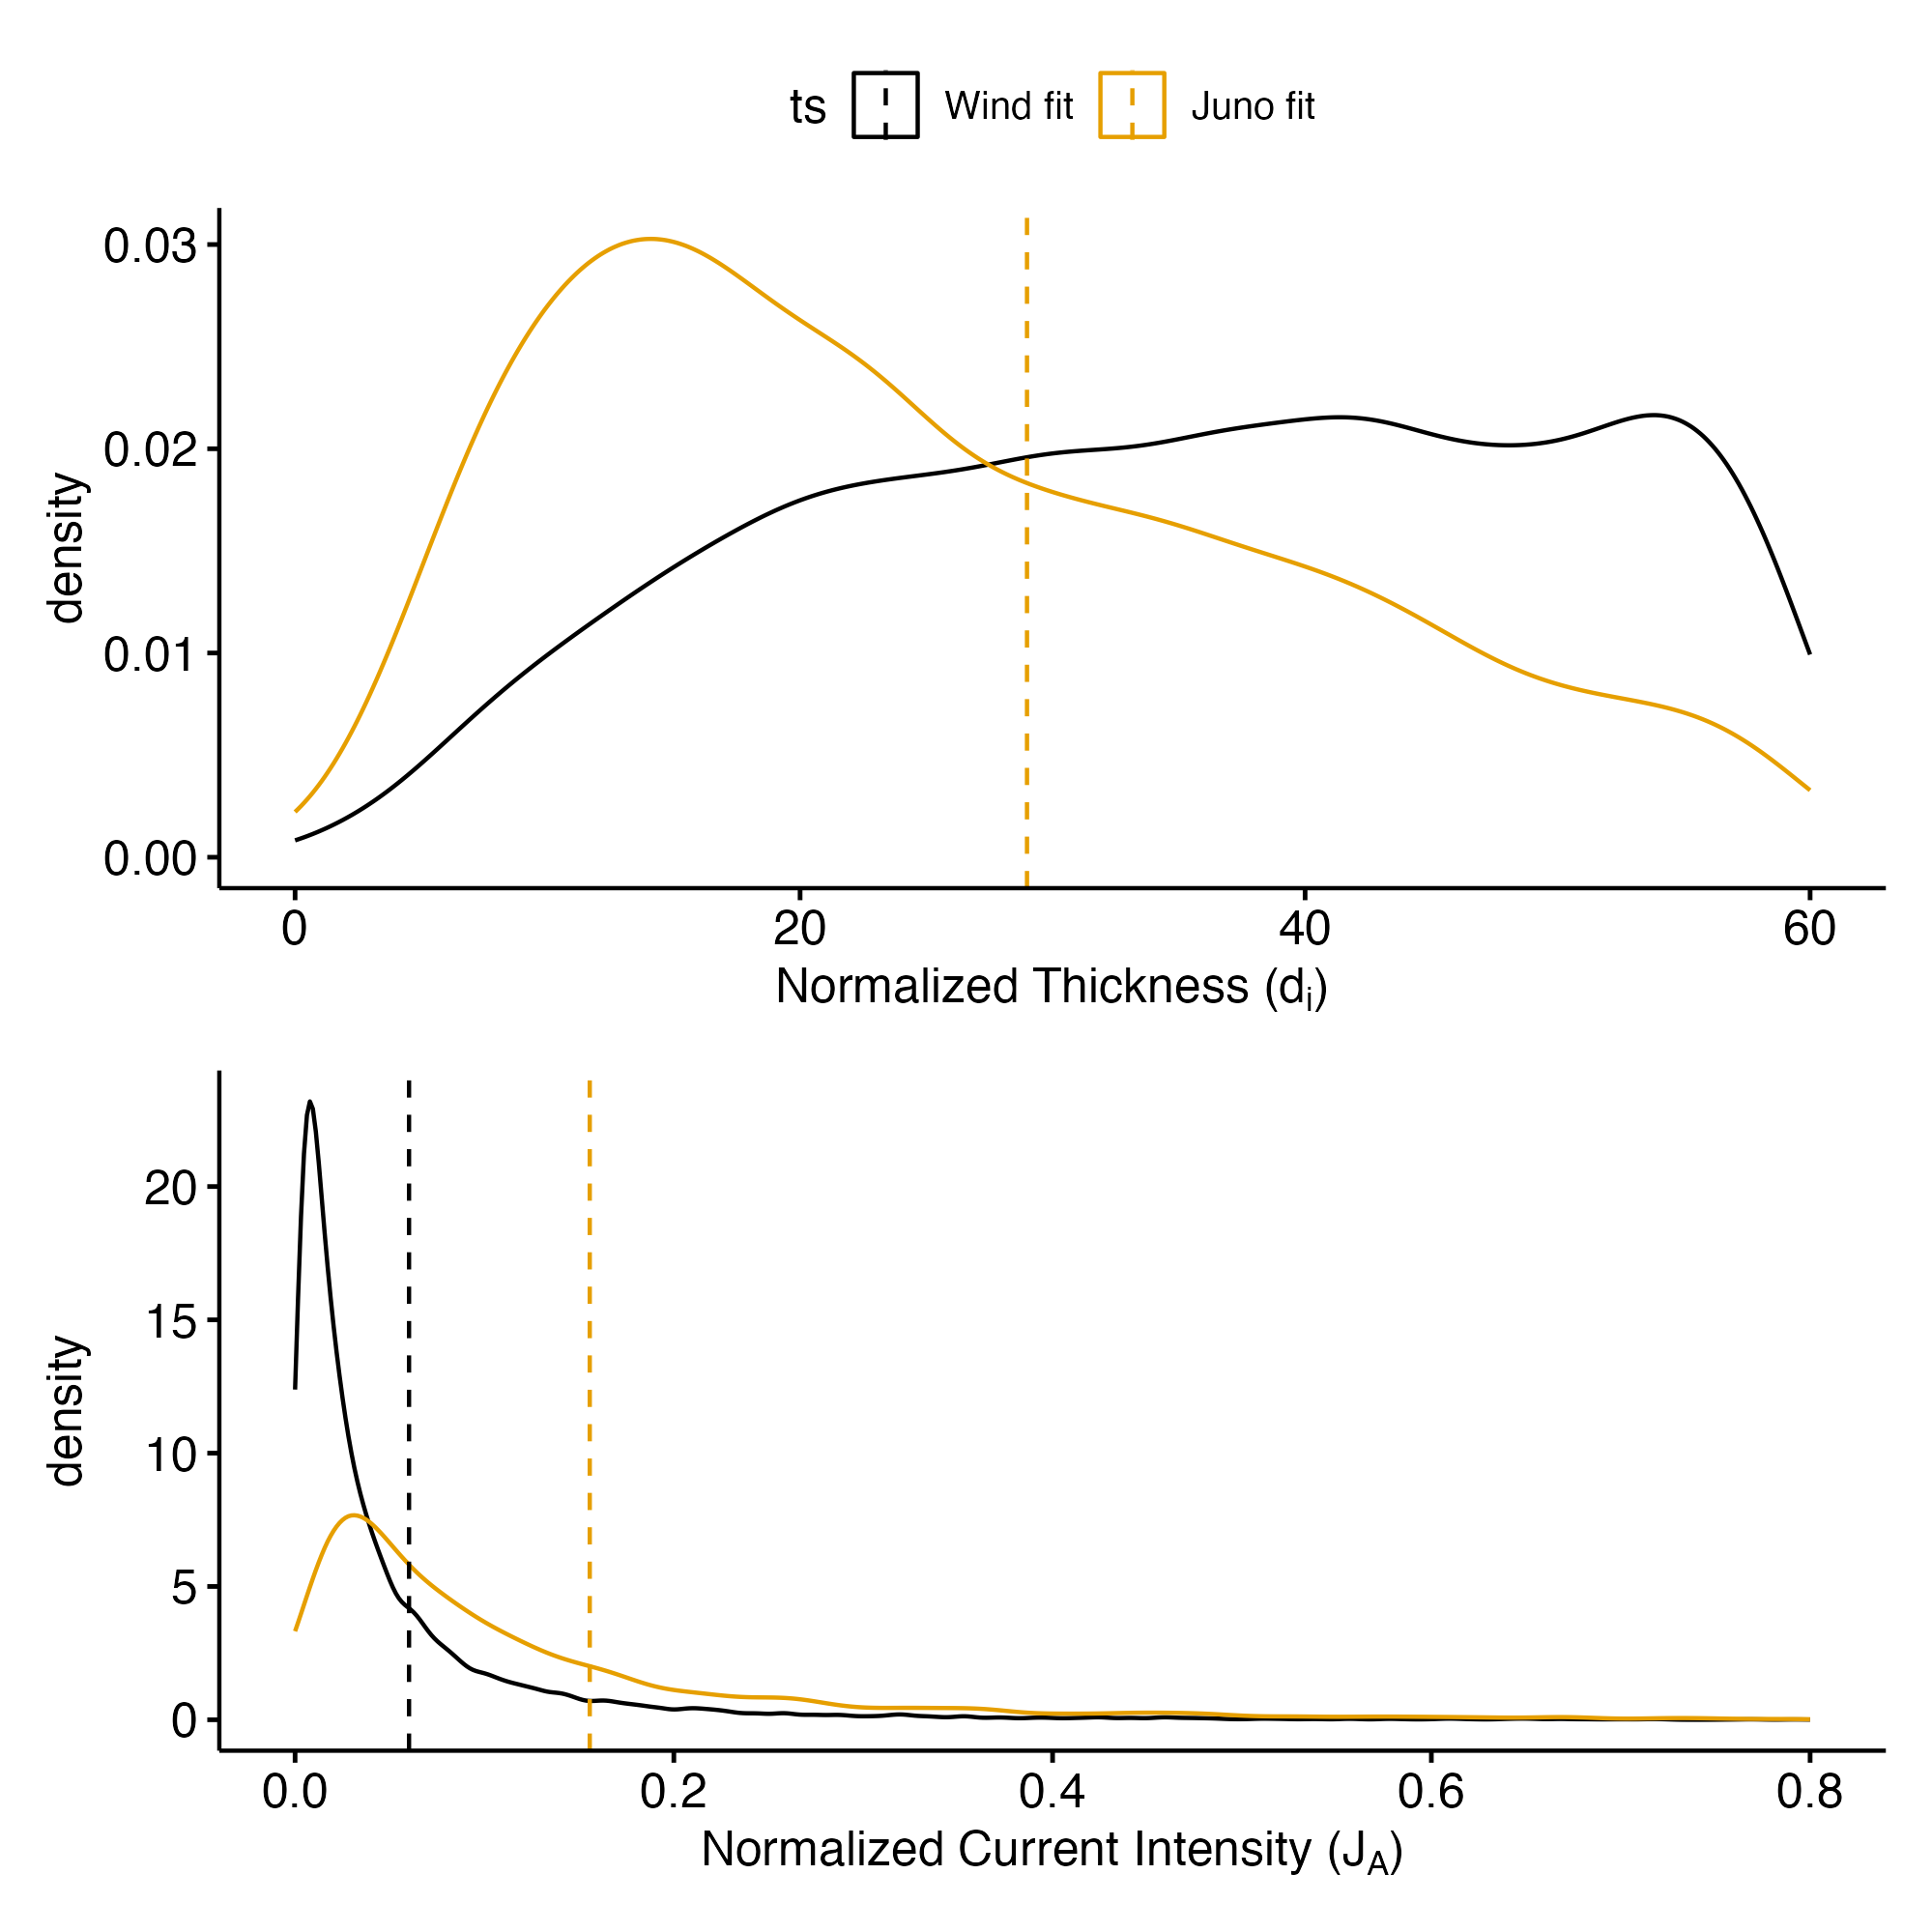 ts Wind fit Juno fit
0.03
0.02
0.01
0.00
density
0 20 40 60
Normalized Thickness (dᵢ)
20
15
10
5
0
density
0.0 0.2 0.4 0.6 0.8
Normalized Current Intensity (J_A)